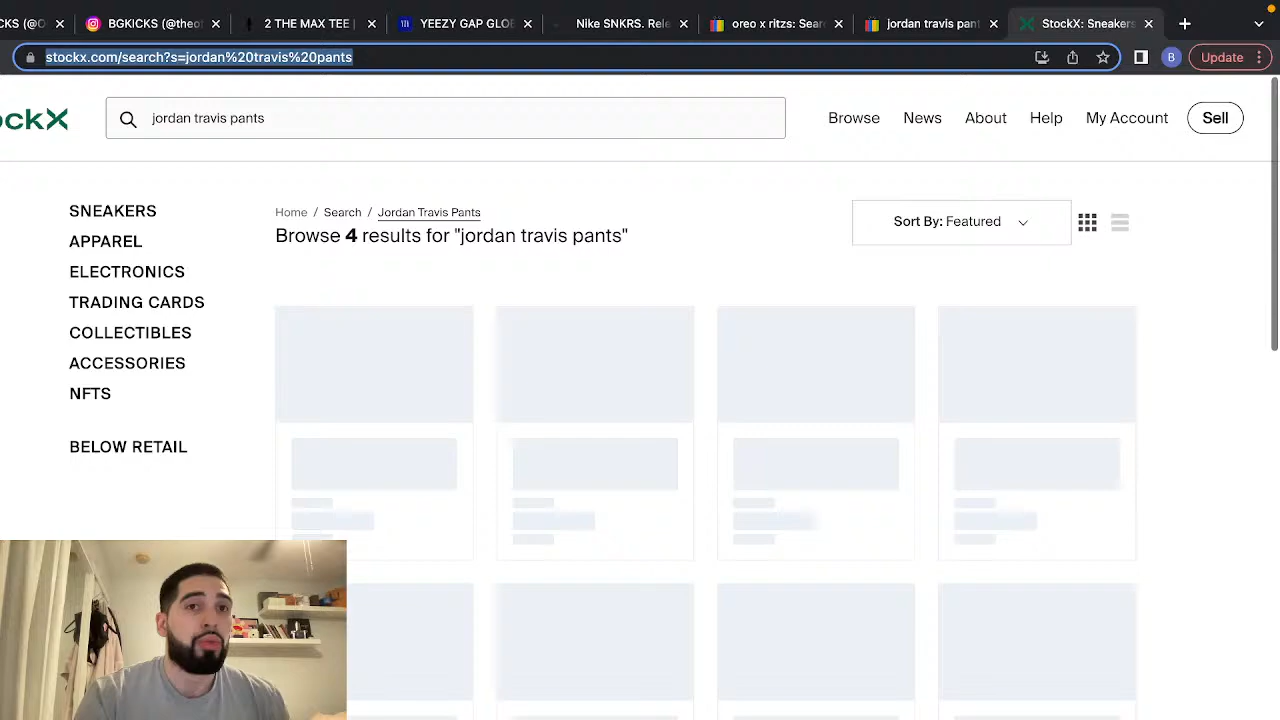 KS (@O
BGKICKS (@theo
2 THE MAX TEE |
YEEZY GAP GLO
Nike SNKRS. Rele
oreo x ritzs: Sear
jordan travis pant
StockX: Sneakers
stockx.com/search?s=jordan%20travis%20pants
B
Update
ockX
jordan travis pants
Browse
News
About
Help
My Account
Sell
SNEAKERS
APPAREL
ELECTRONICS
TRADING CARDS
COLLECTIBLES
ACCESSORIES
NFTS
BELOW RETAIL
Home / Search / Jordan Travis Pants
Browse 4 results for "jordan travis pants"
Sort By: Featured